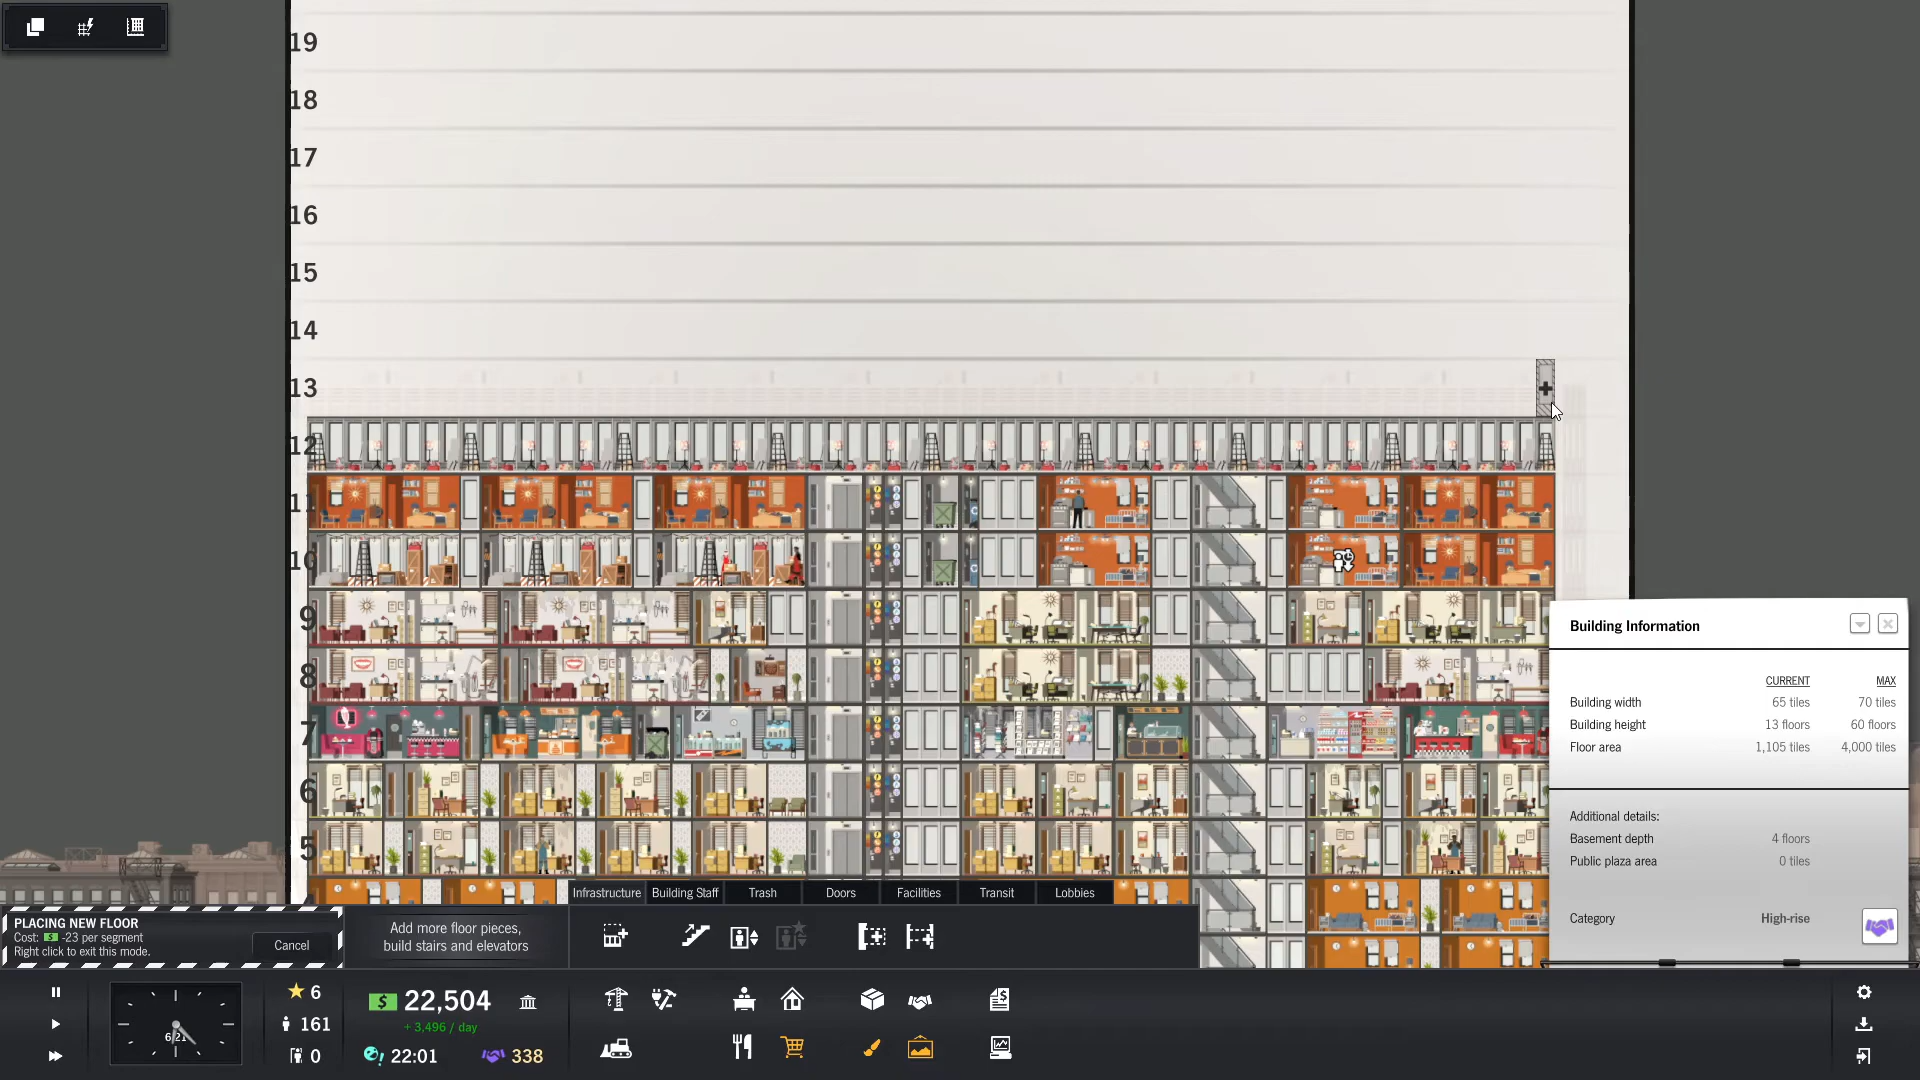 19
18
17
16
15
14
13
12
11
10
9
8
7
6
5
Building Information
CURRENT MAX
Building width 65 tiles 70 tiles
Building height 13 floors 60 floors
Floor area 1,105 tiles 4,000 tiles
Additional details:
Basement depth 4 floors
Public plaza area 0 tiles
Category High-rise
Infrastructure Building Staff Trash Doors Facilities Transit Lobbies
PLACING NEW FLOOR
Cost: $ -23 per segment
Right click to exit this mode.
Cancel
Add more floor pieces,
build stairs and elevators
6
161
0
$ 22,504
+ 3,496 / day
22:01
338